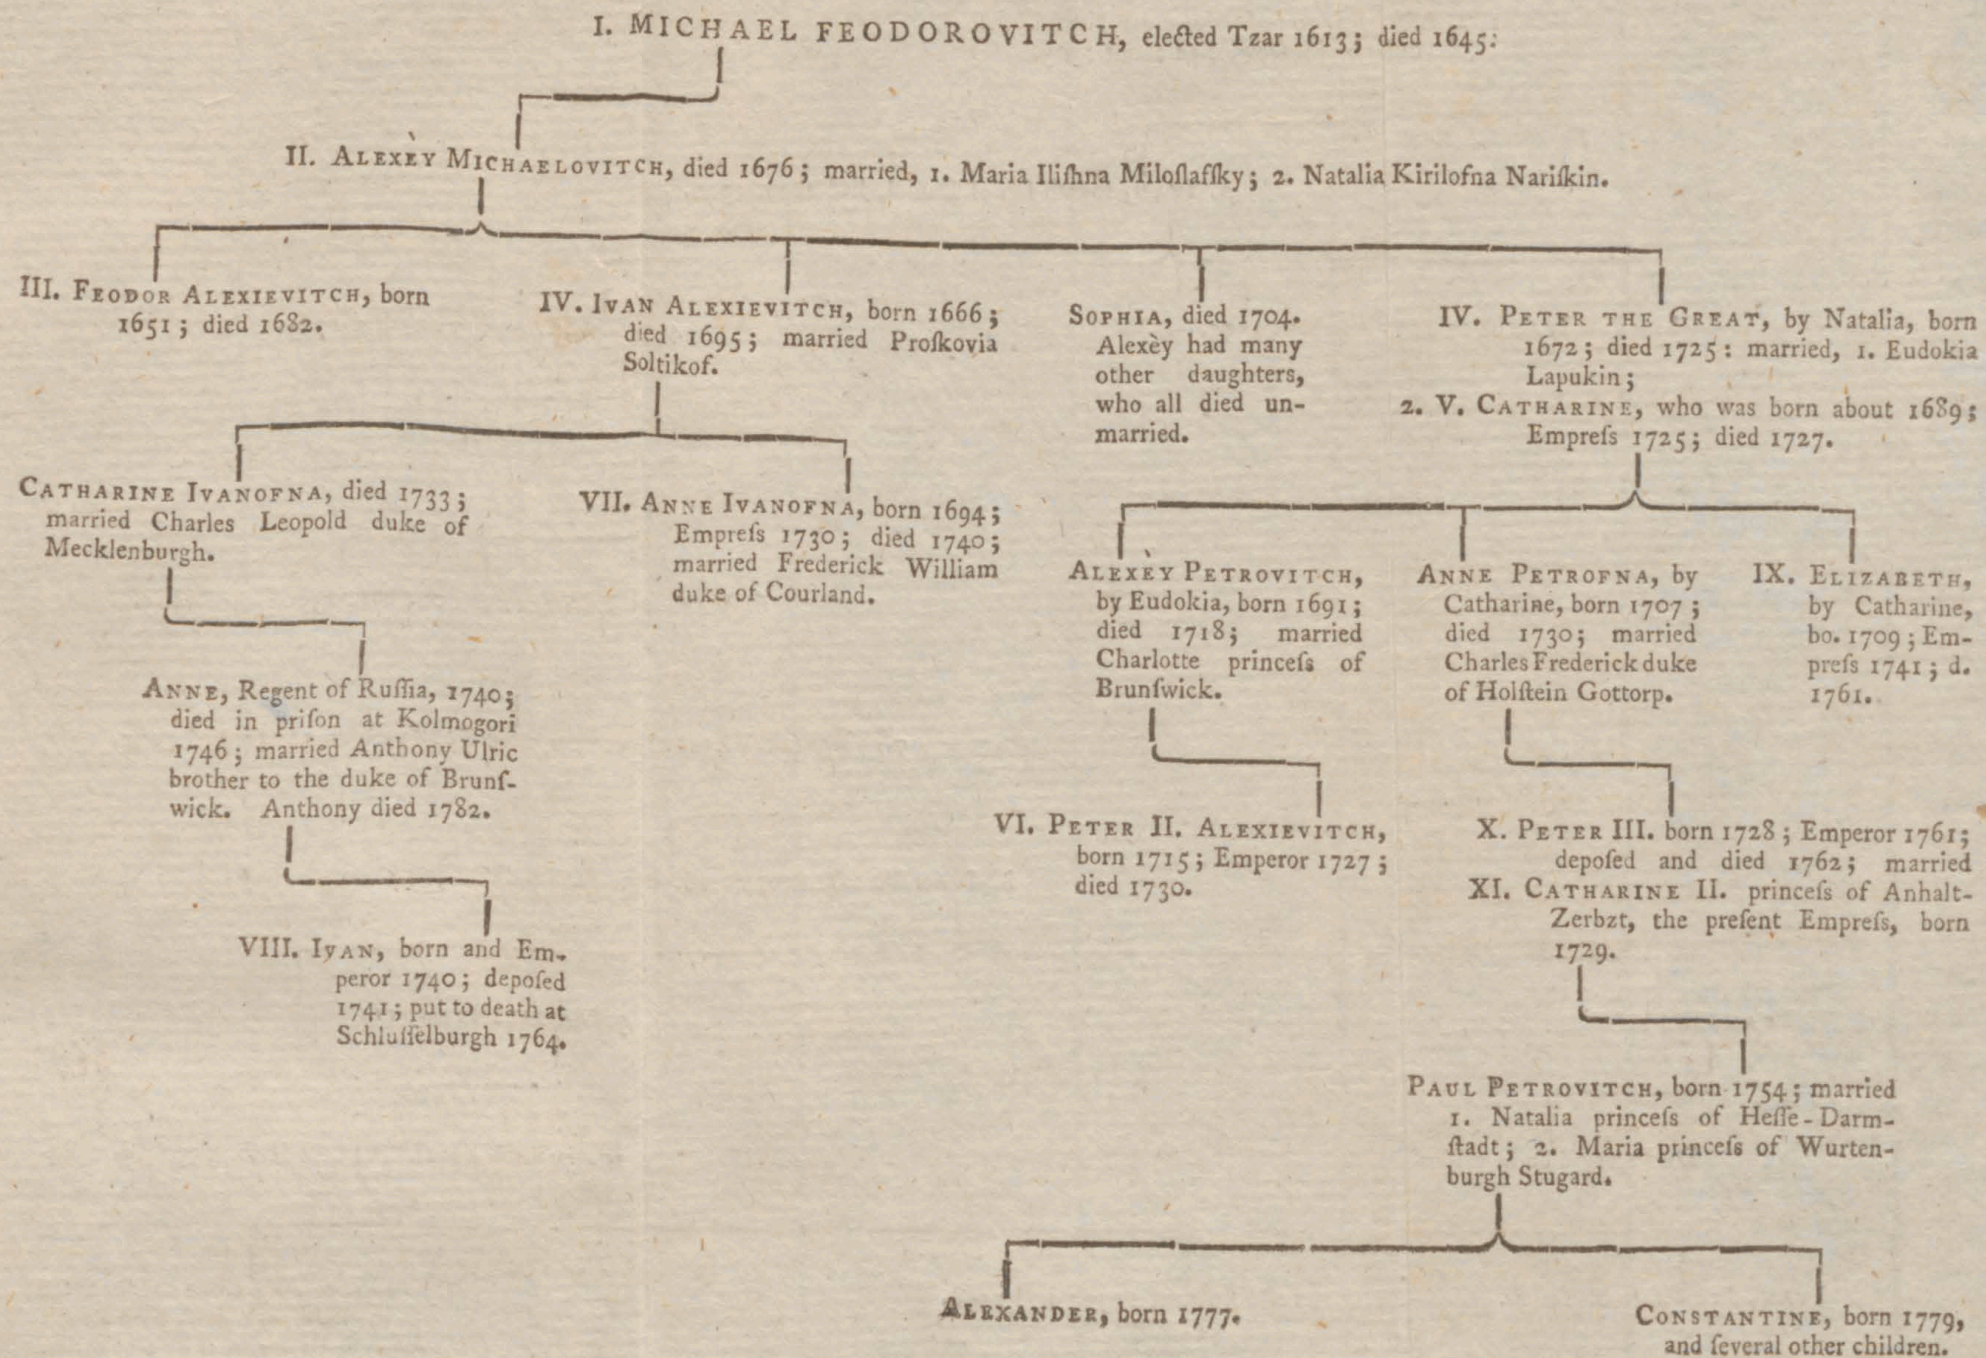 I. MICHAEL FEODOROVITCH, elected Tzar 1613; died 1645.
II. ALEXÈY MICHAELOVITCH, died 1676; married, 1. Maria Iliſhna Miloſlafſky; 2. Natalia Kirilofna Nariſkin.
III. FEODOR ALEXIEVITCH, born
1651; died 1682.
IV. IVAN ALEXIEVITCH, born 1666;
died 1695; married Proſkovia
Soltikof.
SOPHIA, died 1704.
Alexèy had many
other daughters,
who all died un-
married.
IV. PETER THE GREAT, by Natalia, born
1672; died 1725: married, 1. Eudokia
Lapukin;
2. V. CATHARINE, who was born about 1689;
Empreſs 1725; died 1727.
CATHARINE IVANOFNA, died 1733;
married Charles Leopold duke of
Mecklenburgh.
VII. ANNE IVANOFNA, born 1694;
Empreſs 1730; died 1740;
married Frederick William
duke of Courland.
ALEXÈY PETROVITCH,
by Eudokia, born 1691;
died 1718; married
Charlotte princeſs of
Brunſwick.
ANNE PETROFNA, by
Catharine, born 1707;
died 1730; married
Charles Frederick duke
of Holſtein Gottorp.
IX. ELIZABETH,
by Catharine,
bo. 1709; Em-
preſs 1741; d.
1761.
ANNE, Regent of Ruſſia, 1740;
died in priſon at Kolmogori
1746; married Anthony Ulric
brother to the duke of Brunſ-
wick. Anthony died 1782.
VI. PETER II. ALEXIEVITCH,
born 1715; Emperor 1727;
died 1730.
X. PETER III. born 1728; Emperor 1761;
depoſed and died 1762; married
XI. CATHARINE II. princeſs of Anhalt-
Zerbzt, the preſent Empreſs, born
1729.
VIII. IVAN, born and Em-
peror 1740; depoſed
1741; put to death at
Schluſſelburgh 1764.
PAUL PETROVITCH, born 1754; married
1. Natalia princeſs of Heſſe-Darm-
ſtadt; 2. Maria princeſs of Wurten-
burgh Stugard.
ALEXANDER, born 1777.
CONSTANTINE, born 1779,
and ſeveral other children.